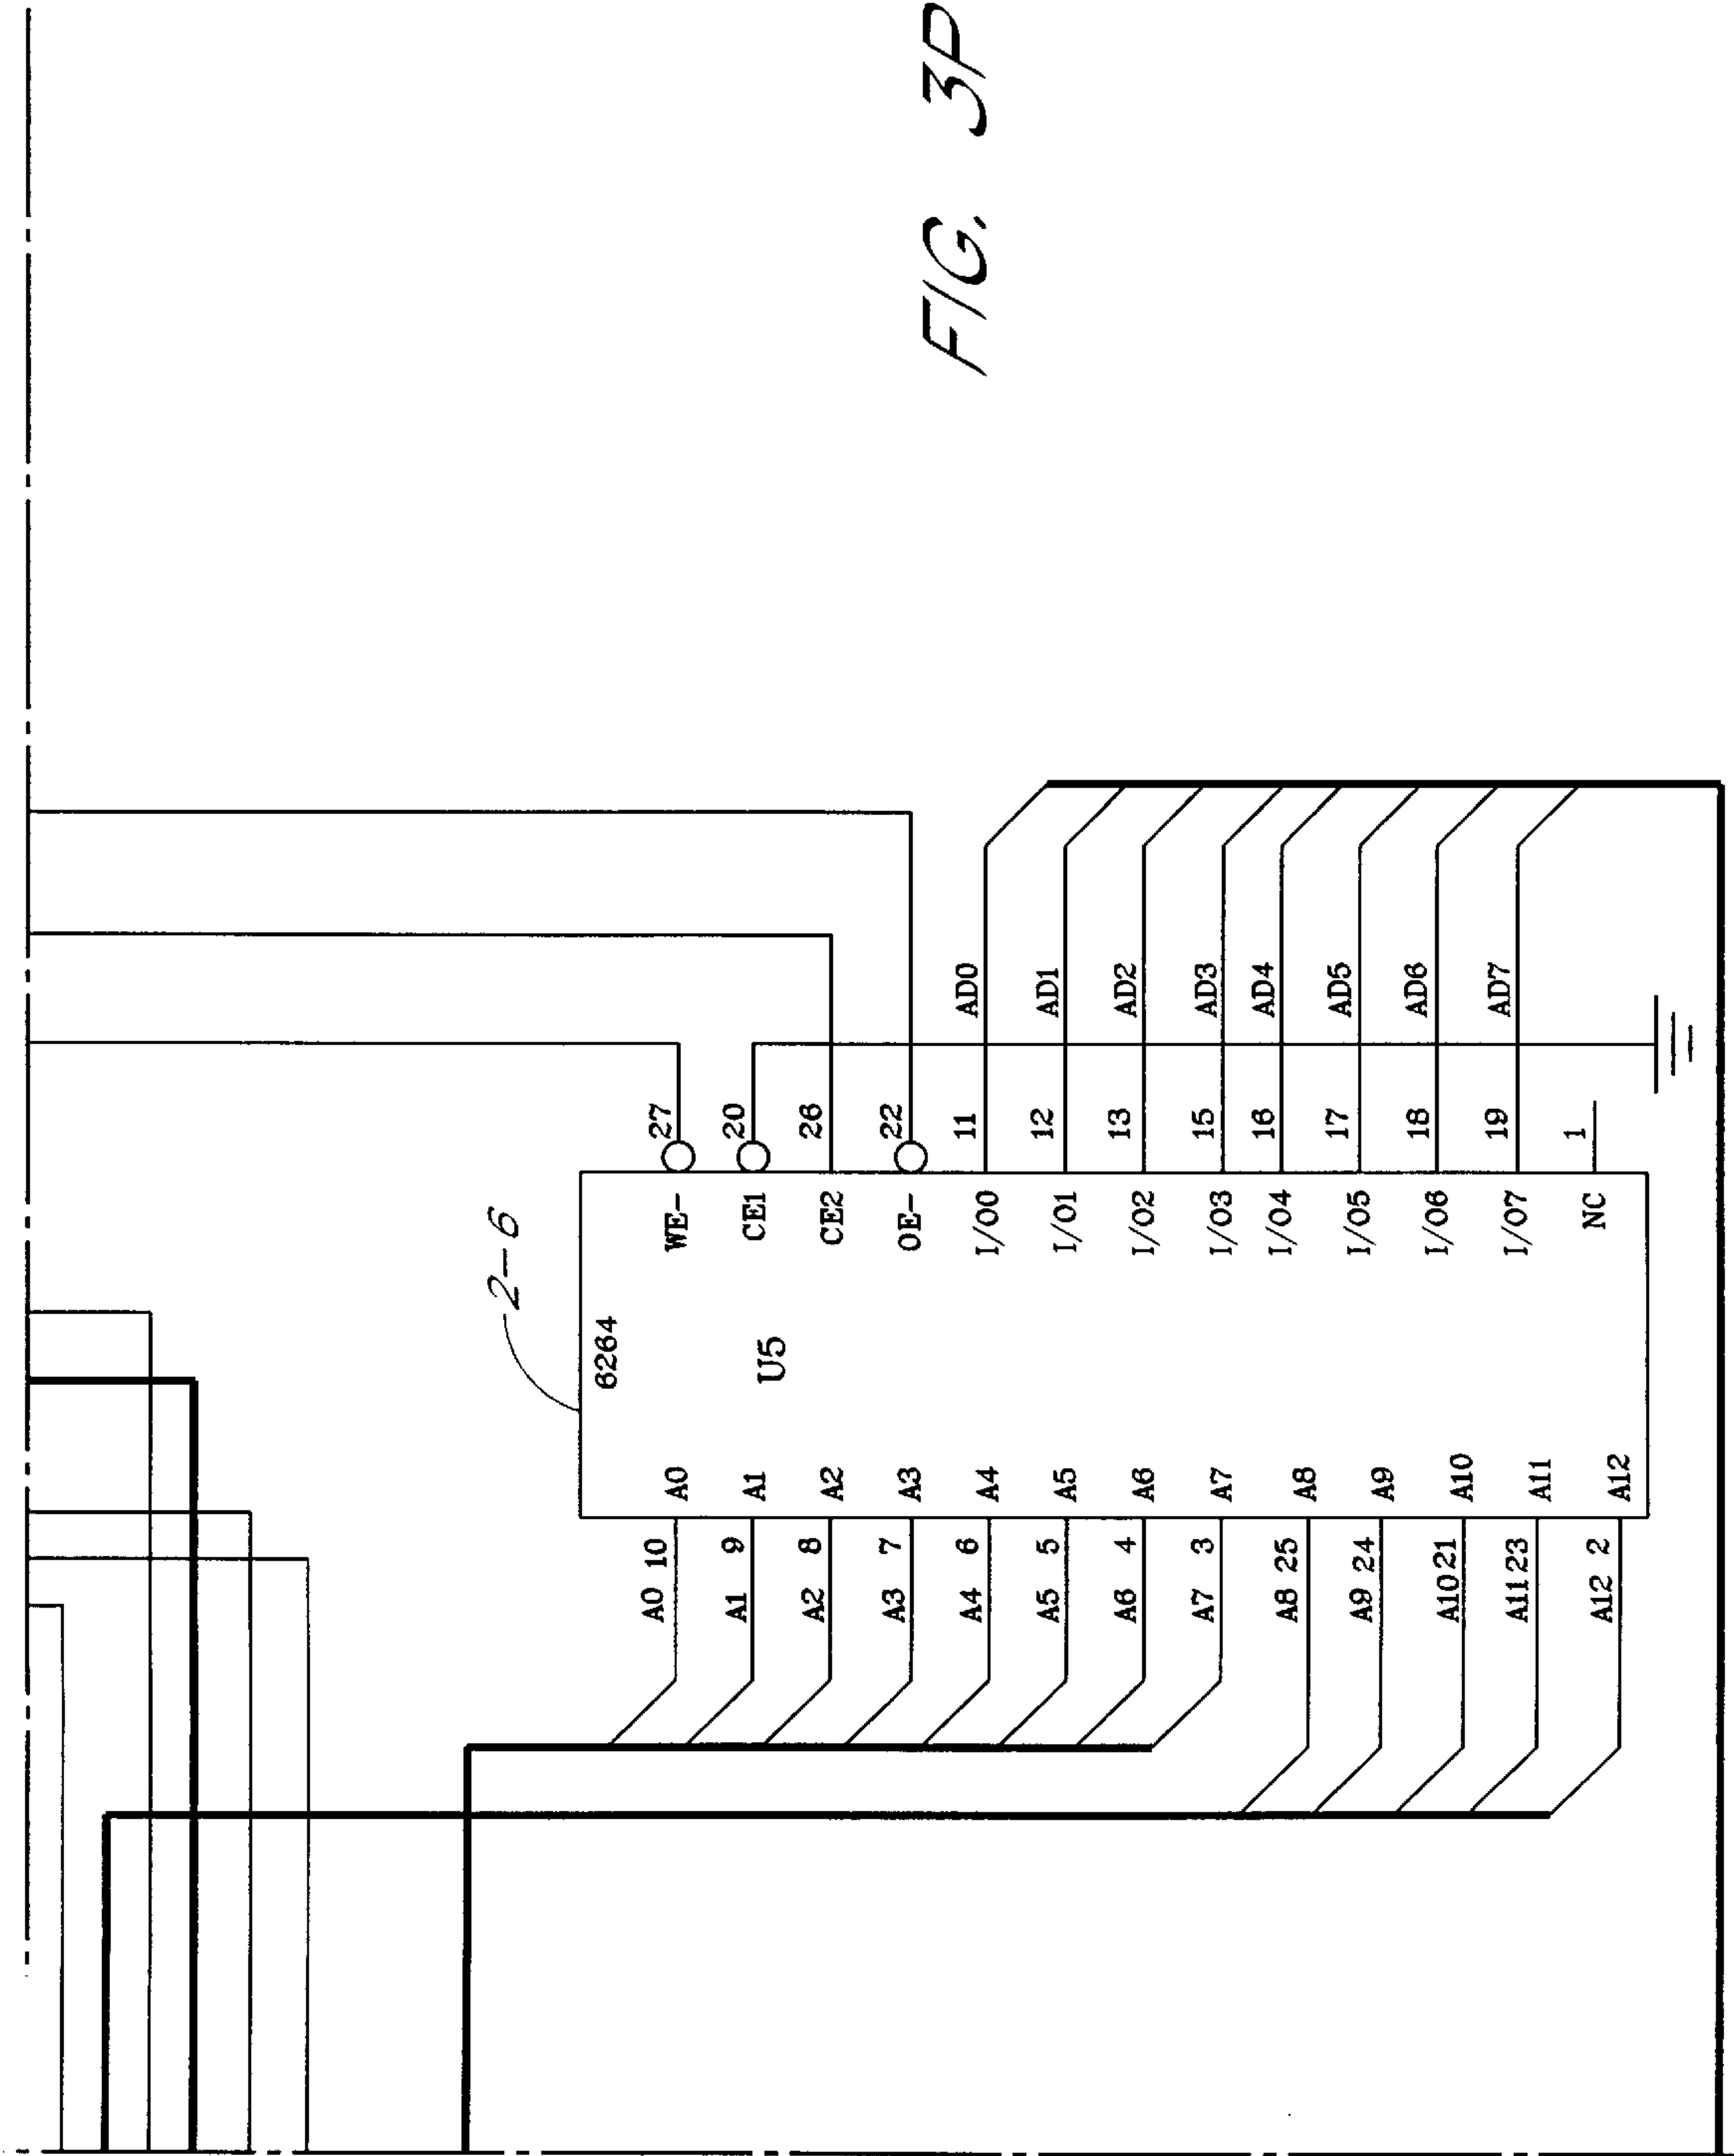 2-6
6264
U5
A0 10 A0
A1 9 A1
A2 8 A2
A3 7 A3
A4 6 A4
A5 5 A5
A6 4 A6
A7 3 A7
A8 25 A8
A9 24 A9
A10 21 A10
A11 23 A11
A12 2 A12
WE- 27
CE1 20
CE2 26
OE- 22
I/O0 11 AD0
I/O1 12 AD1
I/O2 13 AD2
I/O3 15 AD3
I/O4 16 AD4
I/O5 17 AD5
I/O6 18 AD6
I/O7 19 AD7
NC 1
FIG. 3P